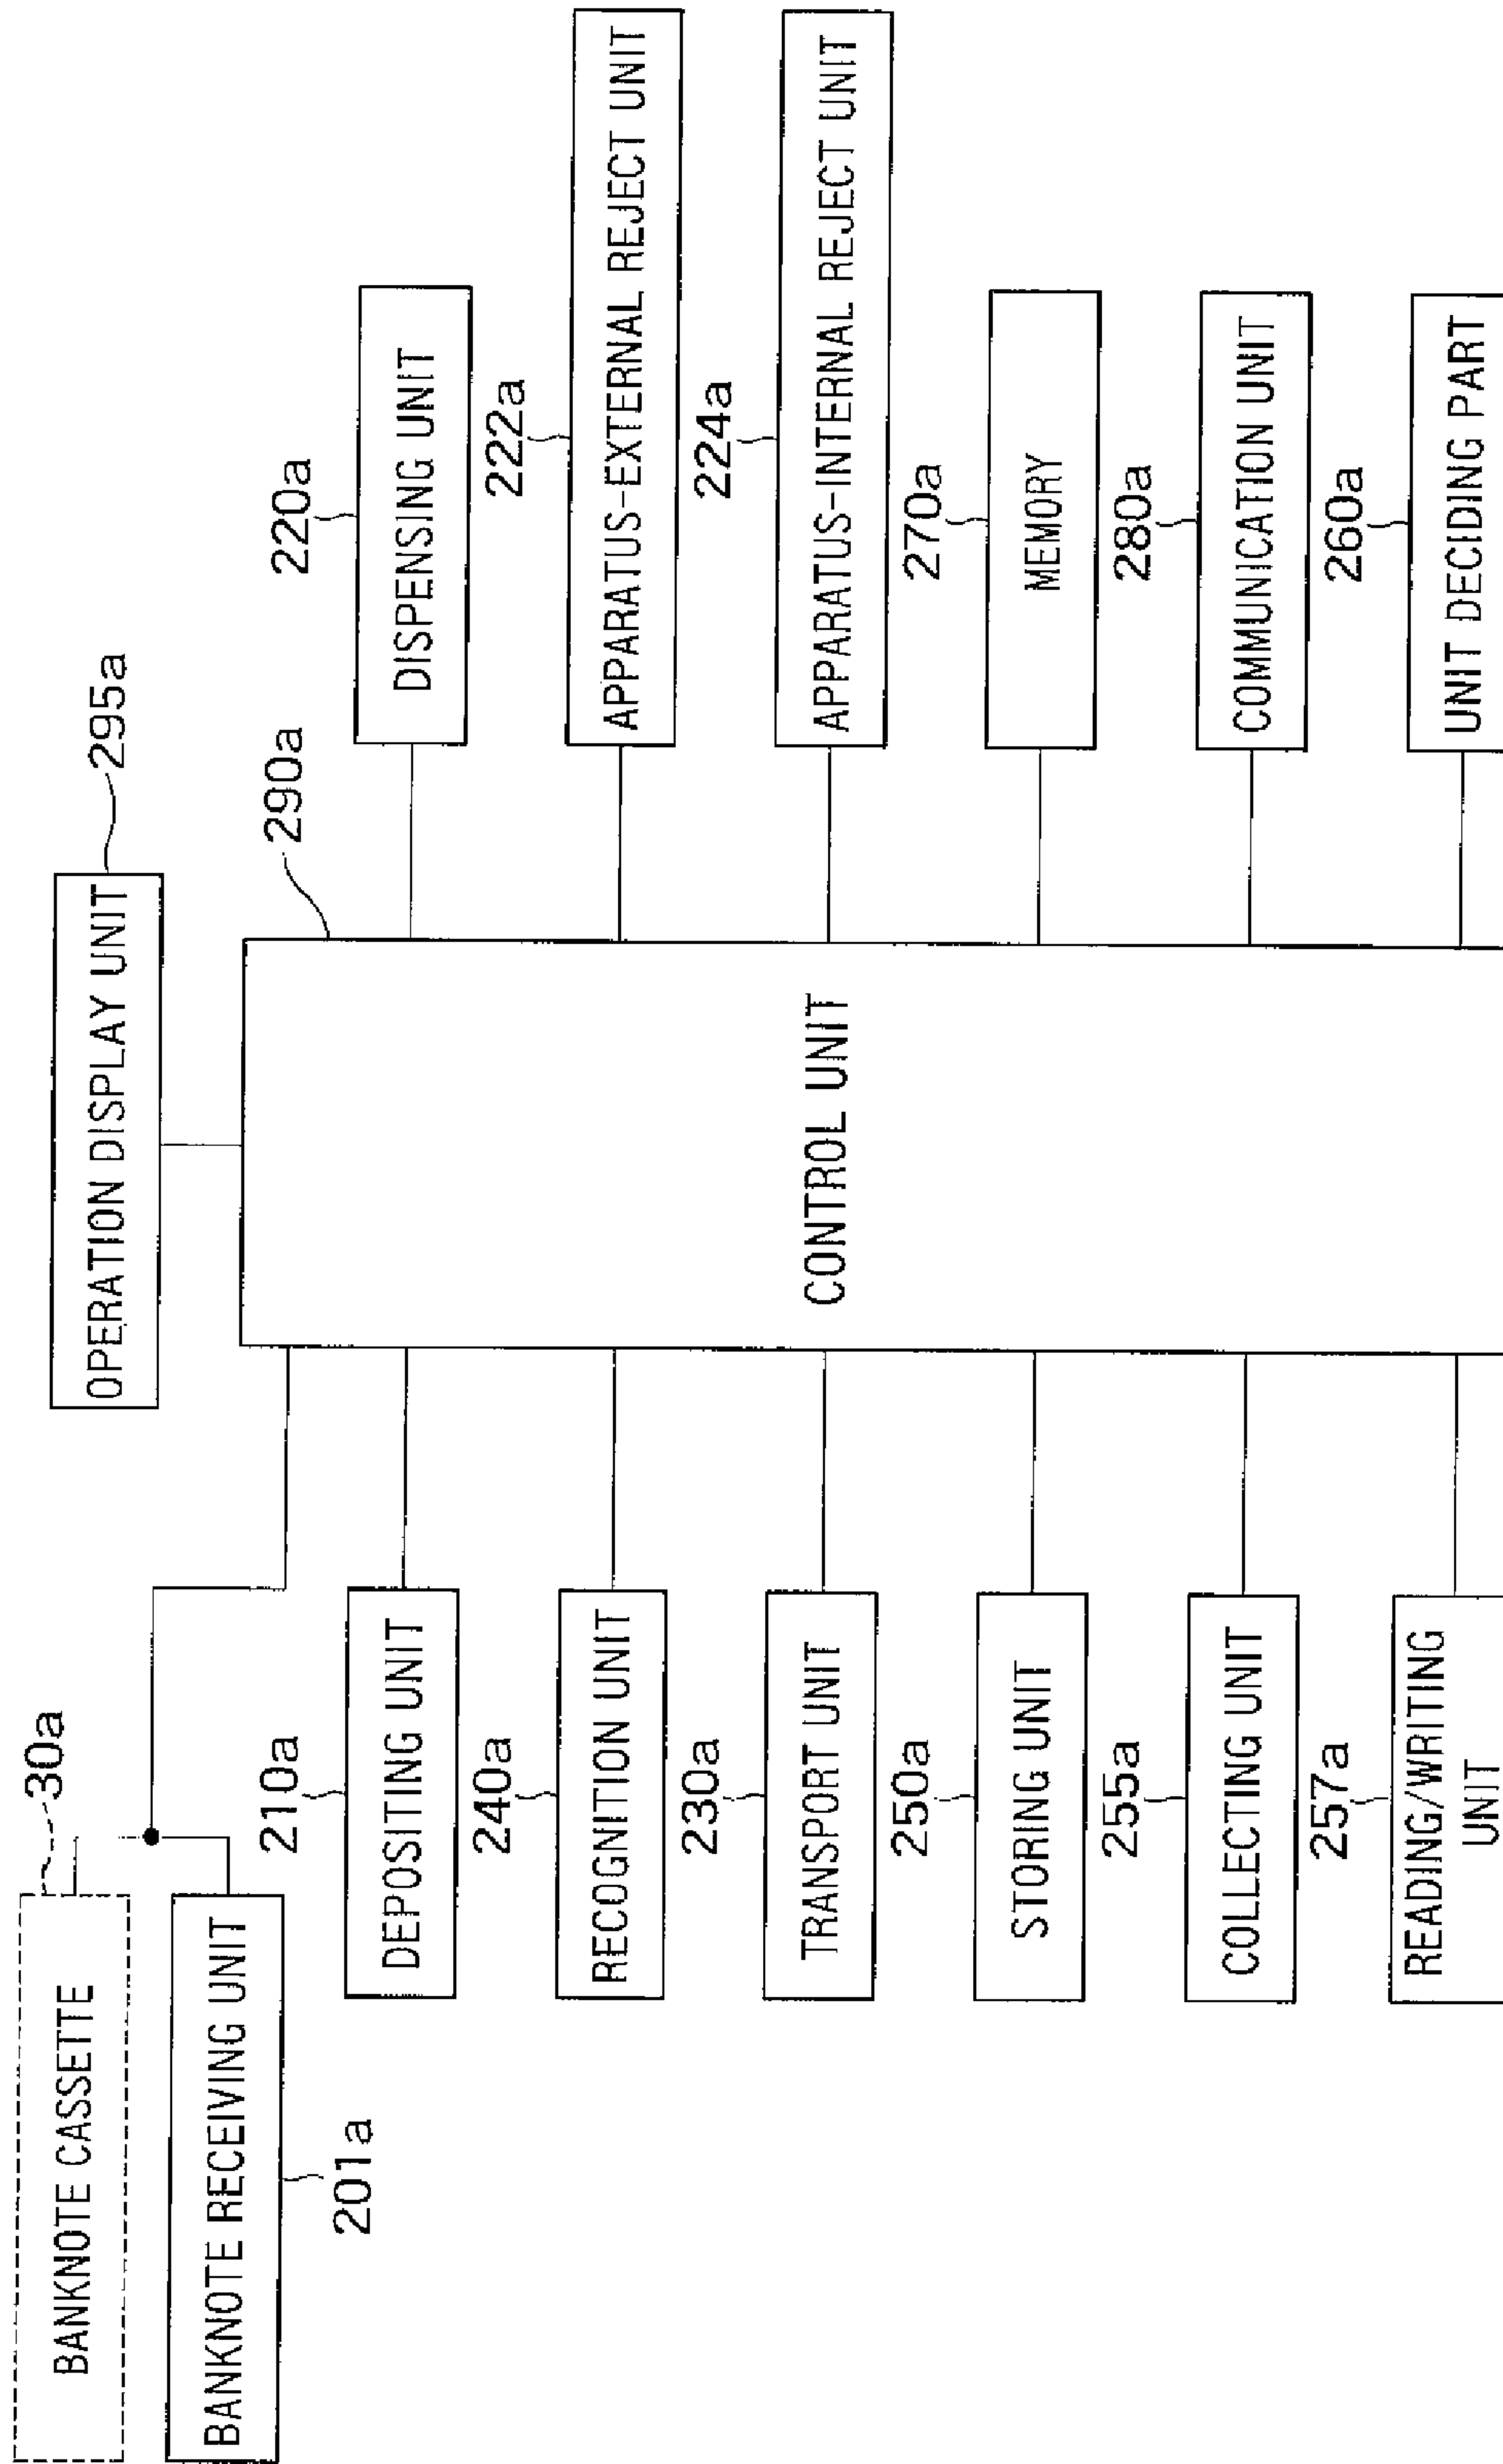 OPERATION DISPLAY UNIT
295a
BANKNOTE CASSETTE
30a
BANKNOTE RECEIVING UNIT
201a
CONTROL UNIT
290a
210a
DEPOSITING UNIT
240a
RECOGNITION UNIT
230a
TRANSPORT UNIT
250a
STORING UNIT
255a
COLLECTING UNIT
257a
READING/WRITING
UNIT
220a
DISPENSING UNIT
222a
APPARATUS-EXTERNAL REJECT UNIT
224a
APPARATUS-INTERNAL REJECT UNIT
270a
MEMORY
280a
COMMUNICATION UNIT
260a
UNIT DECIDING PART